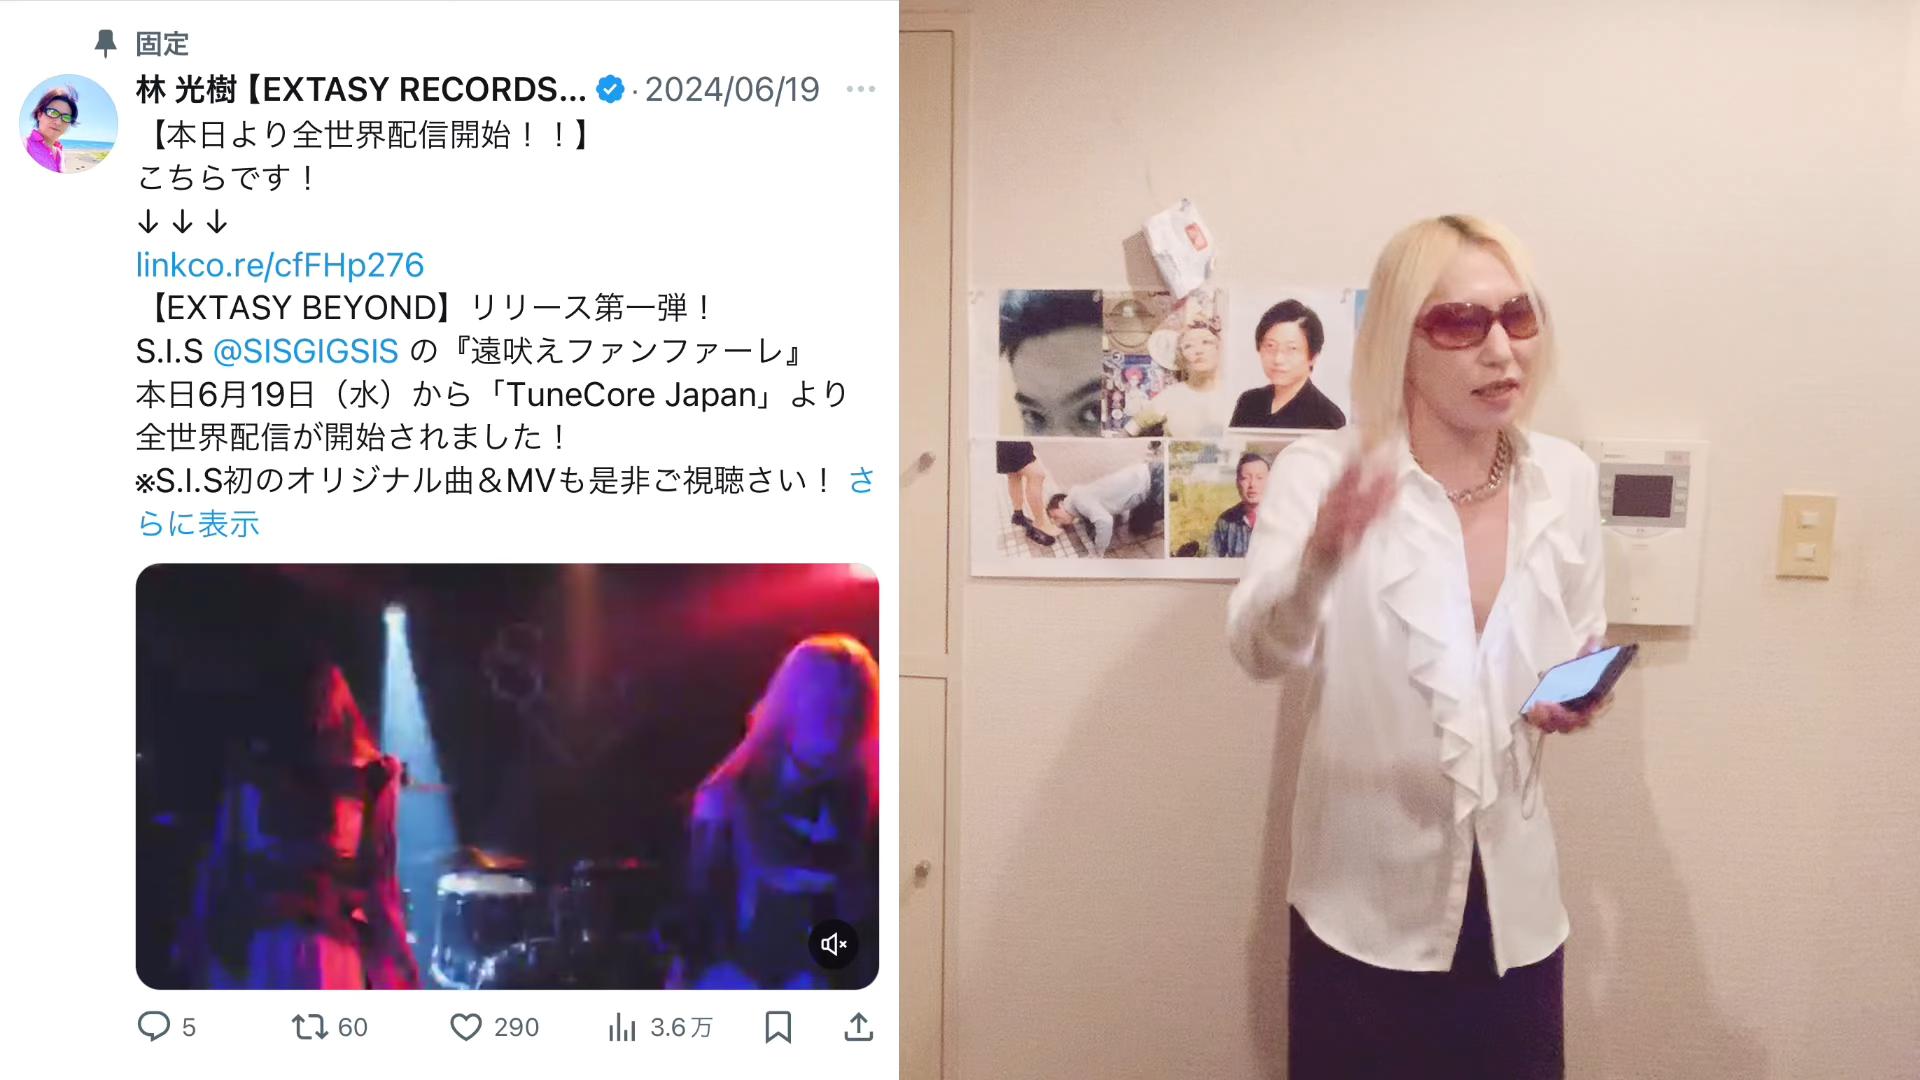 固定
林 光樹【EXTASY RECORDS... · 2024/06/19
【本日より全世界配信開始！！】
こちらです！
↓ ↓ ↓
linkco.re/cfFHp276
【EXTASY BEYOND】リリース第一弾！
S.I.S @SISGIGSIS の『遠吠えファンファーレ』
本日6月19日（水）から「TuneCore Japan」より
全世界配信が開始されました！
※S.I.S初のオリジナル曲＆MVも是非ご視聴さい！ さ
らに表示
5 60 290 3.6万